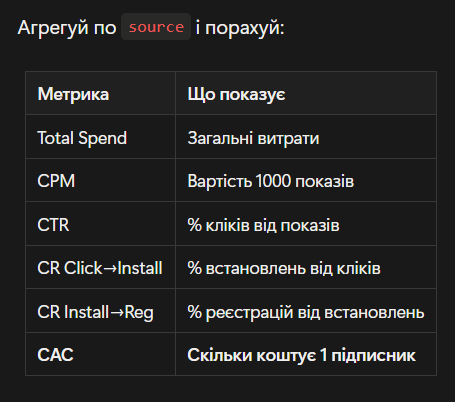 Агрегуй по source і порахуй:
Метрика Що показує
Total Spend Загальні витрати
CPM Вартість 1000 показів
CTR % кліків від показів
CR Click→Install % встановлень від кліків
CR Install→Reg % реєстрацій від встановлень
CAC Скільки коштує 1 підписник